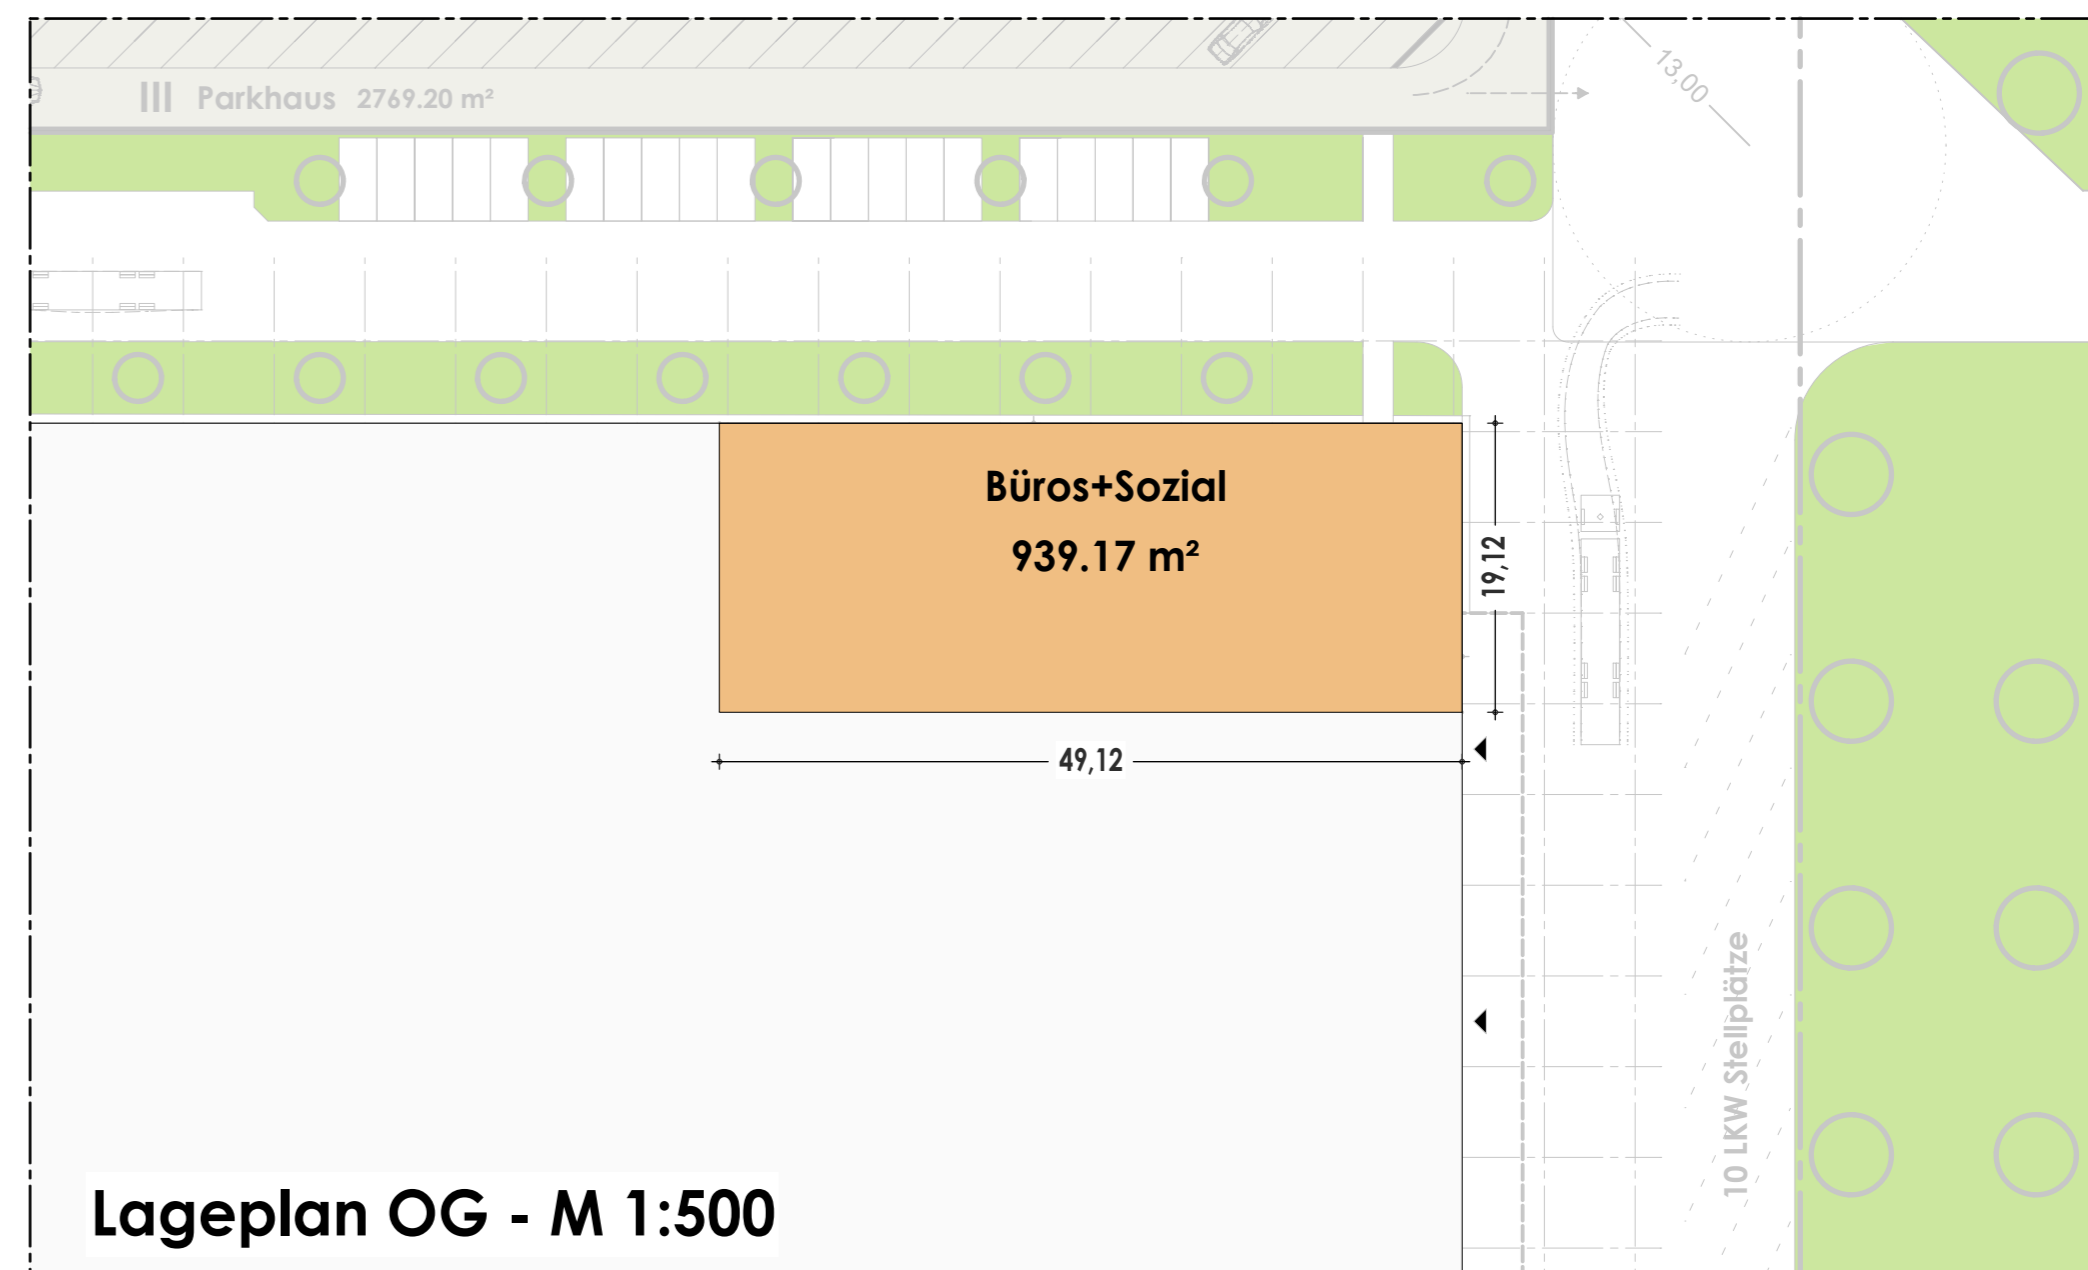 III Parkhaus 2769.20 m²
13,00
Büros+Sozial
939.17 m²
19,12
49,12
10 LKW Stellplätze
Lageplan OG - M 1:500